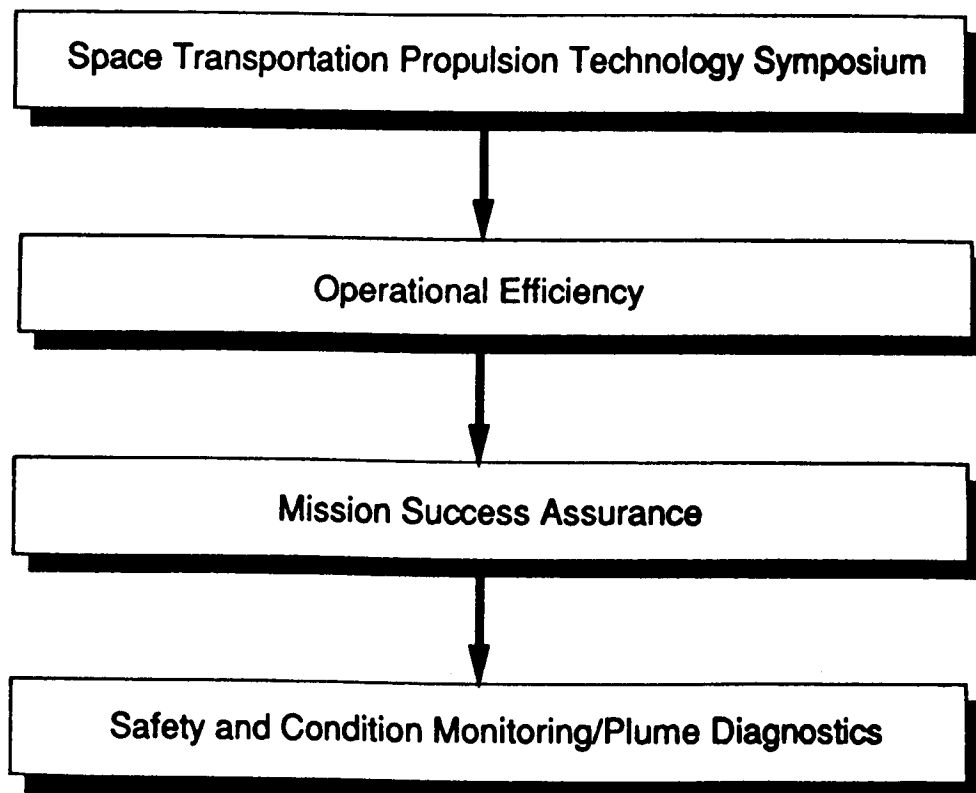 Space Transportation Propulsion Technology Symposium
Operational Efficiency
Mission Success Assurance
Safety and Condition Monitoring/Plume Diagnostics